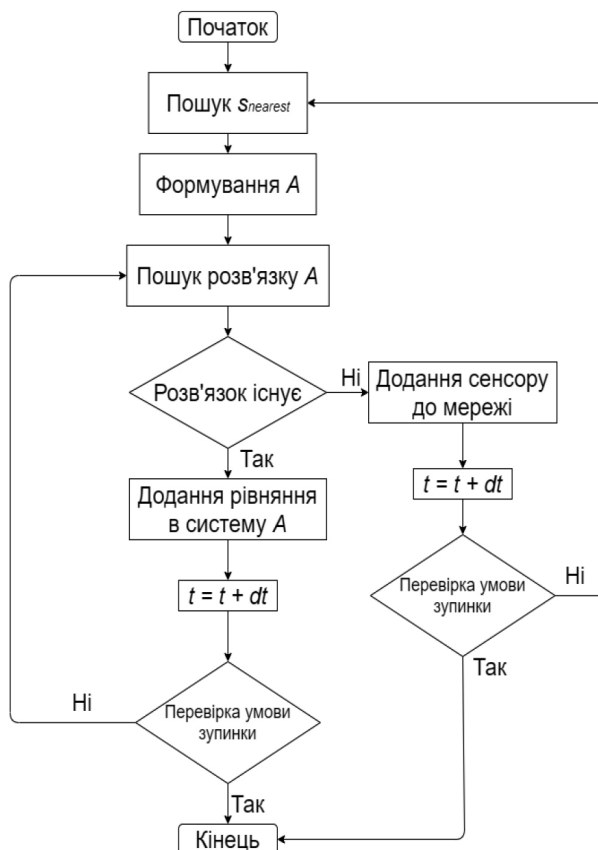 Початок
Пошук snearest
Формування A
Пошук розв'язку A
Розв'язок існує
Ні
Додання сенсору
до мережі
Так
Додання рівняння
в систему A
t = t + dt
t = t + dt
Перевірка умови
зупинки
Ні
Так
Ні
Перевірка умови
зупинки
Так
Кінець